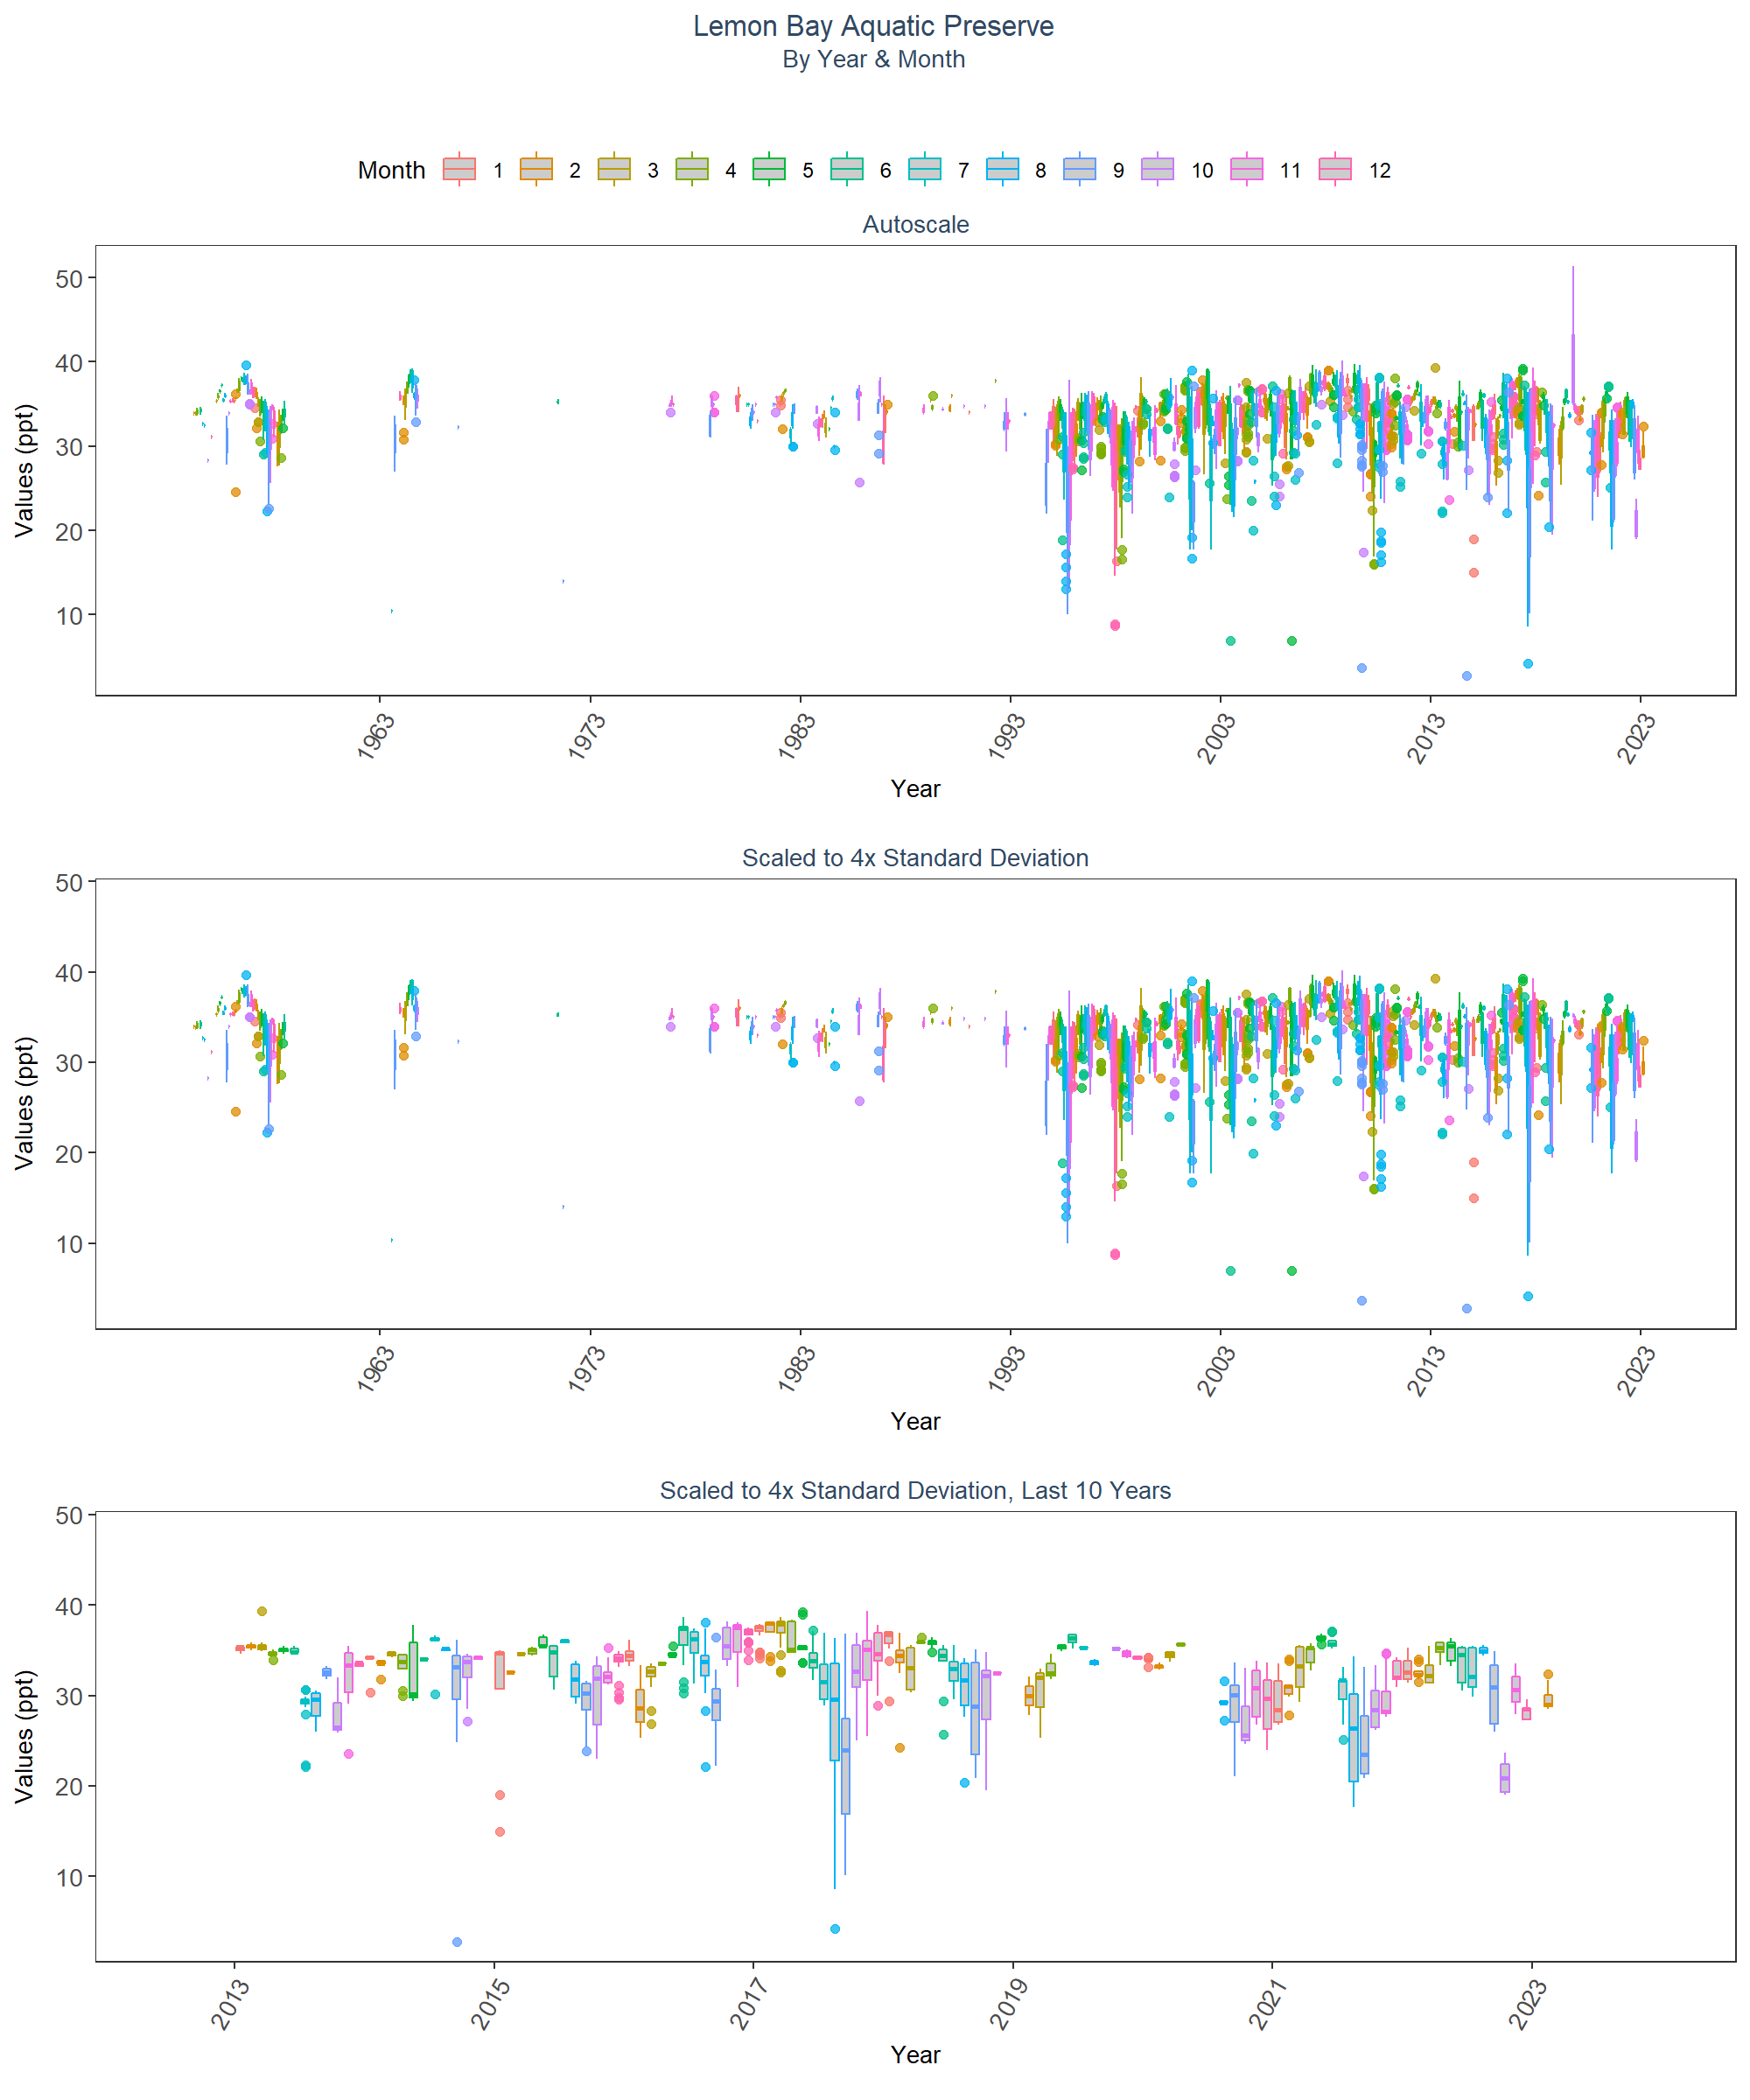 Lemon Bay Aquatic Preserve
By Year & Month
Month 1 2 3 4 5 6 7 8 9 10 11 12
Autoscale
Values (ppt)
50
40
30
20
10
1963 1973 1983 1993 2003 2013 2023
Year
Scaled to 4x Standard Deviation
Values (ppt)
50
40
30
20
10
1963 1973 1983 1993 2003 2013 2023
Year
Scaled to 4x Standard Deviation, Last 10 Years
Values (ppt)
50
40
30
20
10
2013 2015 2017 2019 2021 2023
Year